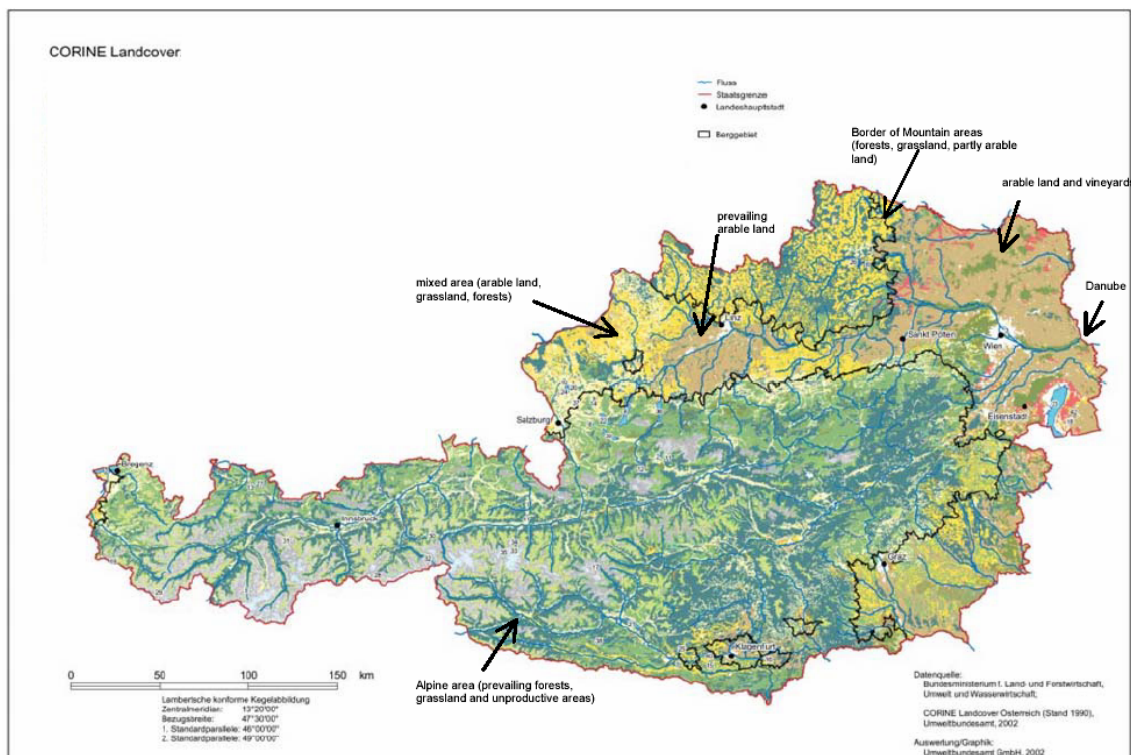 CORINE Landcover
Fluss
Staatsgrenze
Landeshauptstadt
Berggebiet
Border of Mountain areas
(forests, grassland, partly arable
land)
arable land and vineyards
prevailing
arable land
mixed area (arable land,
grassland, forests)
Danube
Linz
Sankt Pölten
Wien
Eisenstadt
Salzburg
Bregenz
Innsbruck
Graz
Klagenfurt
Alpine area (prevailing forests,
grassland and unproductive areas)
0 50 100 150 km
Lambertsche konforme Kegelabbildung
Zentralmeridian: 13°20'00"
Bezugsbreite: 47°30'00"
1. Standardparallele: 46°00'00"
2. Standardparallele: 49°00'00"
Datenquelle:
Bundesministerium f. Land- und Forstwirtschaft,
Umwelt und Wasserwirtschaft,
CORINE Landcover Österreich (Stand 1990),
Umweltbundesamt, 2002
Auswertung/Graphik:
Umweltbundesamt GmbH, 2002